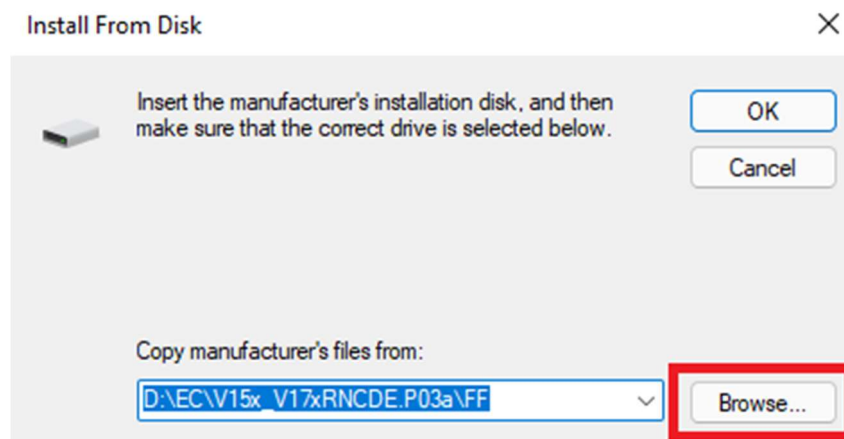 Install From Disk
Insert the manufacturer's installation disk, and then
make sure that the correct drive is selected below.
OK
Cancel
Copy manufacturer's files from:
D:\EC\V15x_V17xRNCDE.P03a\FF
Browse...